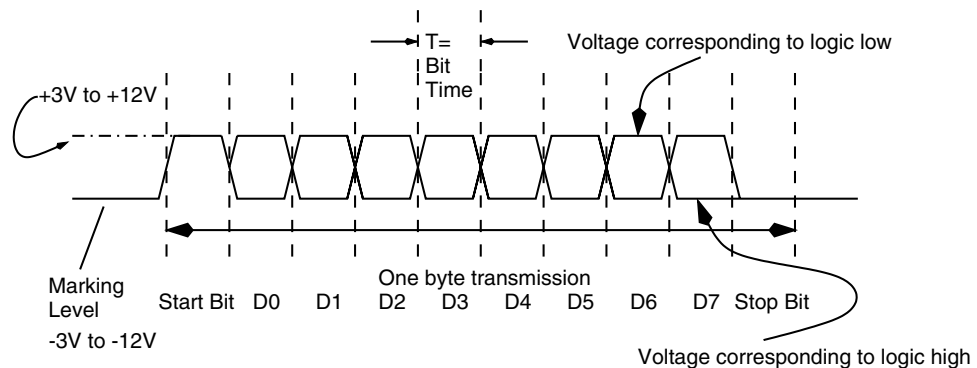 T=
Bit
Time
Voltage corresponding to logic low
+3V to +12V
One byte transmission
Marking
Level
-3V to -12V
Start Bit D0 D1 D2 D3 D4 D5 D6 D7 Stop Bit
Voltage corresponding to logic high